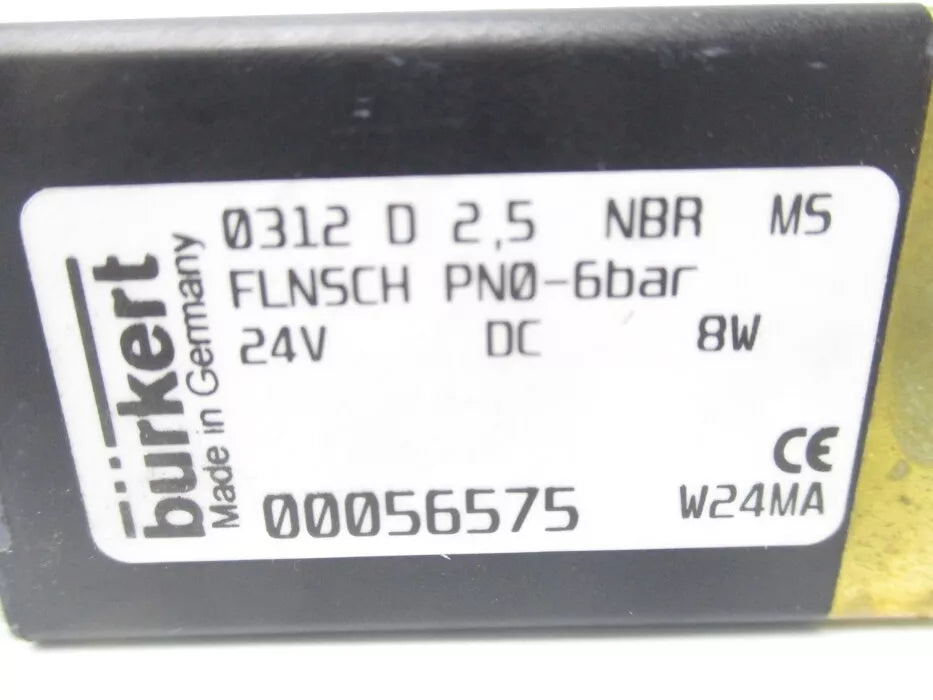 bürkert
Made in Germany
0312 D 2,5 NBR MS
FLNSCH PN0-6bar
24V DC 8W
CE
00056575 W24MA